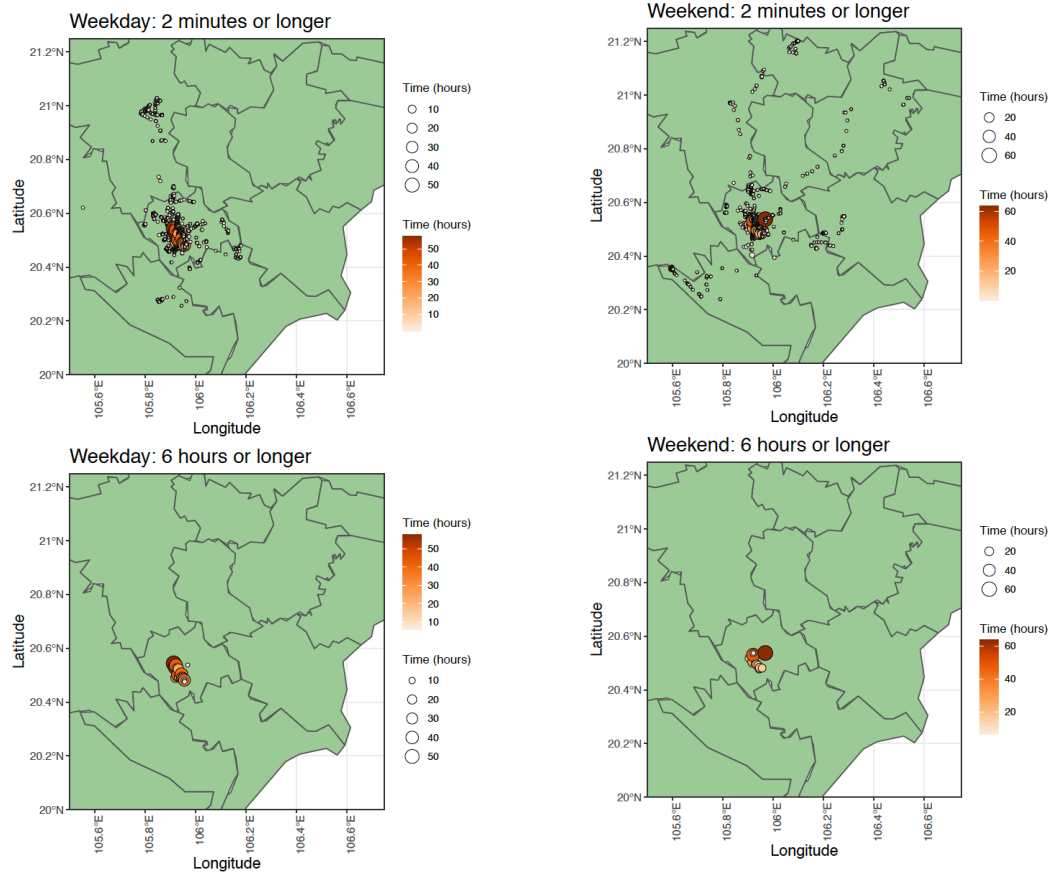 Weekday: 2 minutes or longer
21.2°N
21°N
20.8°N
20.6°N
20.4°N
20.2°N
20°N
105.6°E
105.8°E
106°E
106.2°E
106.4°E
106.6°E
Latitude
Longitude
Time (hours)
10
20
30
40
50
Time (hours)
50
40
30
20
10
Weekend: 2 minutes or longer
21.2°N
21°N
20.8°N
20.6°N
20.4°N
20.2°N
20°N
105.6°E
105.8°E
106°E
106.2°E
106.4°E
106.6°E
Latitude
Longitude
Time (hours)
20
40
60
Time (hours)
60
40
20
Weekday: 6 hours or longer
21.2°N
21°N
20.8°N
20.6°N
20.4°N
20.2°N
20°N
105.6°E
105.8°E
106°E
106.2°E
106.4°E
106.6°E
Latitude
Longitude
Time (hours)
50
40
30
20
10
Time (hours)
10
20
30
40
50
Weekend: 6 hours or longer
21.2°N
21°N
20.8°N
20.6°N
20.4°N
20.2°N
20°N
105.6°E
105.8°E
106°E
106.2°E
106.4°E
106.6°E
Latitude
Longitude
Time (hours)
20
40
60
Time (hours)
60
40
20